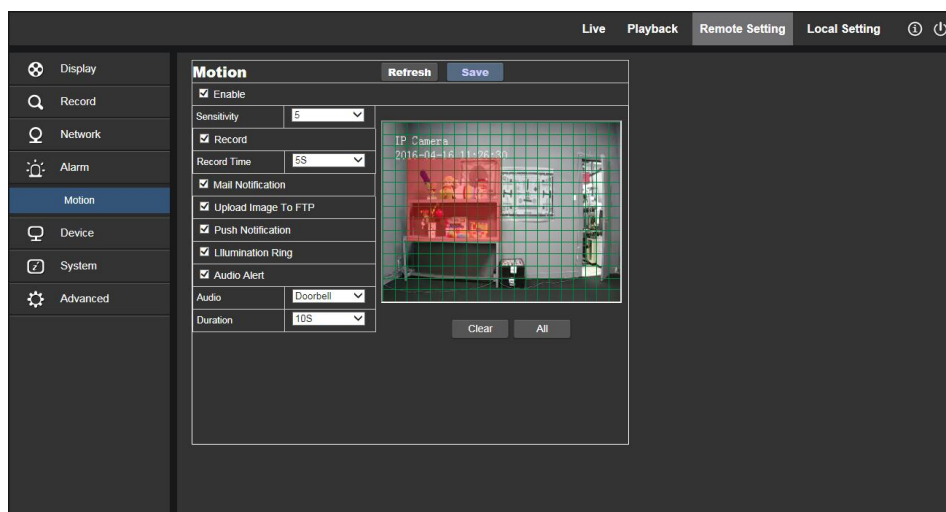 Live Playback Remote Setting Local Setting
Display
Record
Network
Alarm
Motion
Device
System
Advanced
Motion Refresh Save
Enable
Sensitivity 5
Record
Record Time 5S
Mail Notification
Upload Image To FTP
Push Notification
Lllumination Ring
Audio Alert
Audio Doorbell
Duration 10S
IP Camera
2016-04-16 11:26:30
Clear All